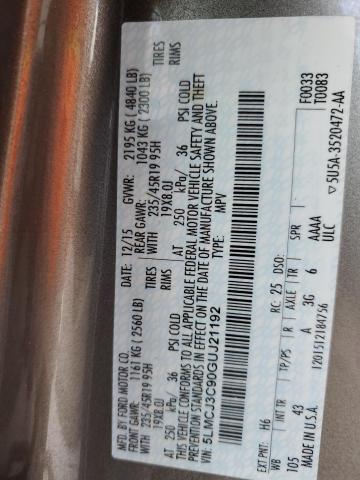 MFD. BY FORD MOTOR CO.
DATE: 12/15 GVWR: 2195 KG ( 4840 LB)
FRONT GAWR: 1161 KG ( 2560 LB) REAR GAWR: 1043 KG ( 2300 LB)
WITH 235/45R19 95H TIRES WITH 235/45R19 95H TIRES
19X8.0J RIMS 19X8.0J RIMS
AT 250 kPa/ 36 PSI COLD AT 250 kPa/ 36 PSI COLD
THIS VEHICLE CONFORMS TO ALL APPLICABLE FEDERAL MOTOR VEHICLE SAFETY AND THEFT
PREVENTION STANDARDS IN EFFECT ON THE DATE OF MANUFACTURE SHOWN ABOVE.
VIN: 5LMCJ3C90GUJ21192 TYPE: MPV
F0033
T0083
EXT PNT: H6 RC: 25 DSO:
WB INT TR TP/PS R AXLE TR SPR
105 43 A 3G 6 AAAA
MADE IN U.S.A. ULC
1201512184756 5U5A-3520472-AA